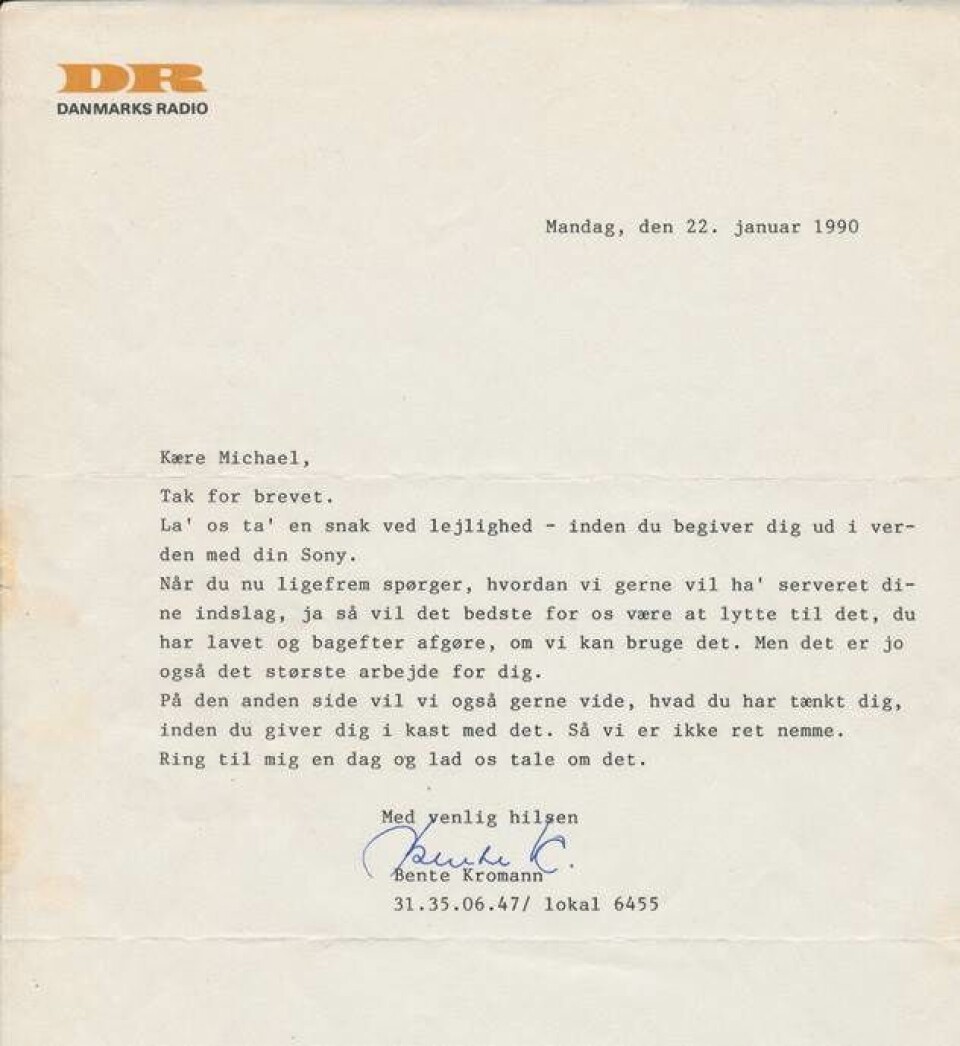 DR
DANMARKS RADIO
Mandag, den 22. januar 1990
Kære Michael,
Tak for brevet.
La' os ta' en snak ved lejlighed - inden du begiver dig ud i ver-
den med din Sony.
Når du nu ligefrem spørger, hvordan vi gerne vil ha' serveret di-
ne indslag, ja så vil det bedste for os være at lytte til det, du
har lavet og bagefter afgøre, om vi kan bruge det. Men det er jo
også det største arbejde for dig.
På den anden side vil vi også gerne vide, hvad du har tænkt dig,
inden du giver dig i kast med det. Så vi er ikke ret nemme.
Ring til mig en dag og lad os tale om det.
Med venlig hilsen
Bente K.
Bente Kromann
31.35.06.47/ lokal 6455